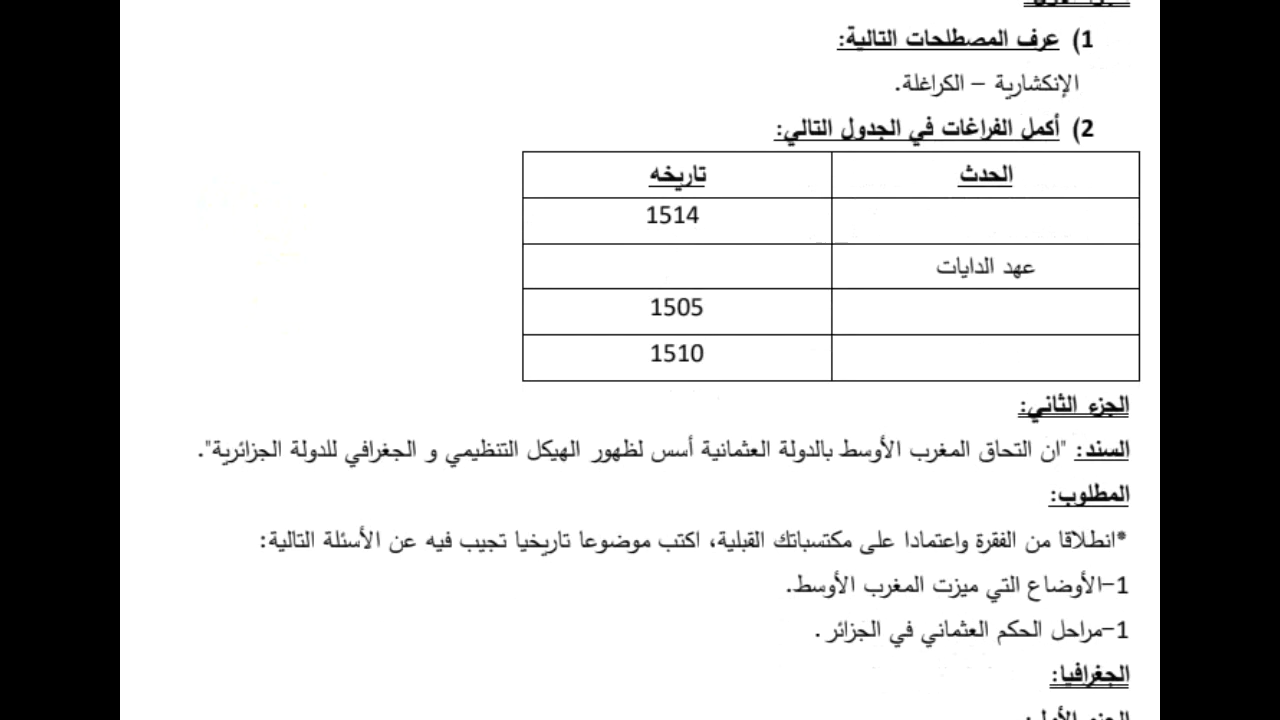 1) عرف المصطلحات التالية:
الإنكشارية – الكراغلة.
2) أكمل الفراغات في الجدول التالي:
الحدث تاريخه
1514
عهد الدايات
1505
1510
الجزء الثاني:
السند: "ان التحاق المغرب الأوسط بالدولة العثمانية أسس لظهور الهيكل التنظيمي و الجغرافي للدولة الجزائرية".
المطلوب:
*انطلاقا من الفقرة واعتمادا على مكتسباتك القبلية، اكتب موضوعا تاريخيا تجيب فيه عن الأسئلة التالية:
1–الأوضاع التي ميزت المغرب الأوسط.
1–مراحل الحكم العثماني في الجزائر .
الجغرافيا: